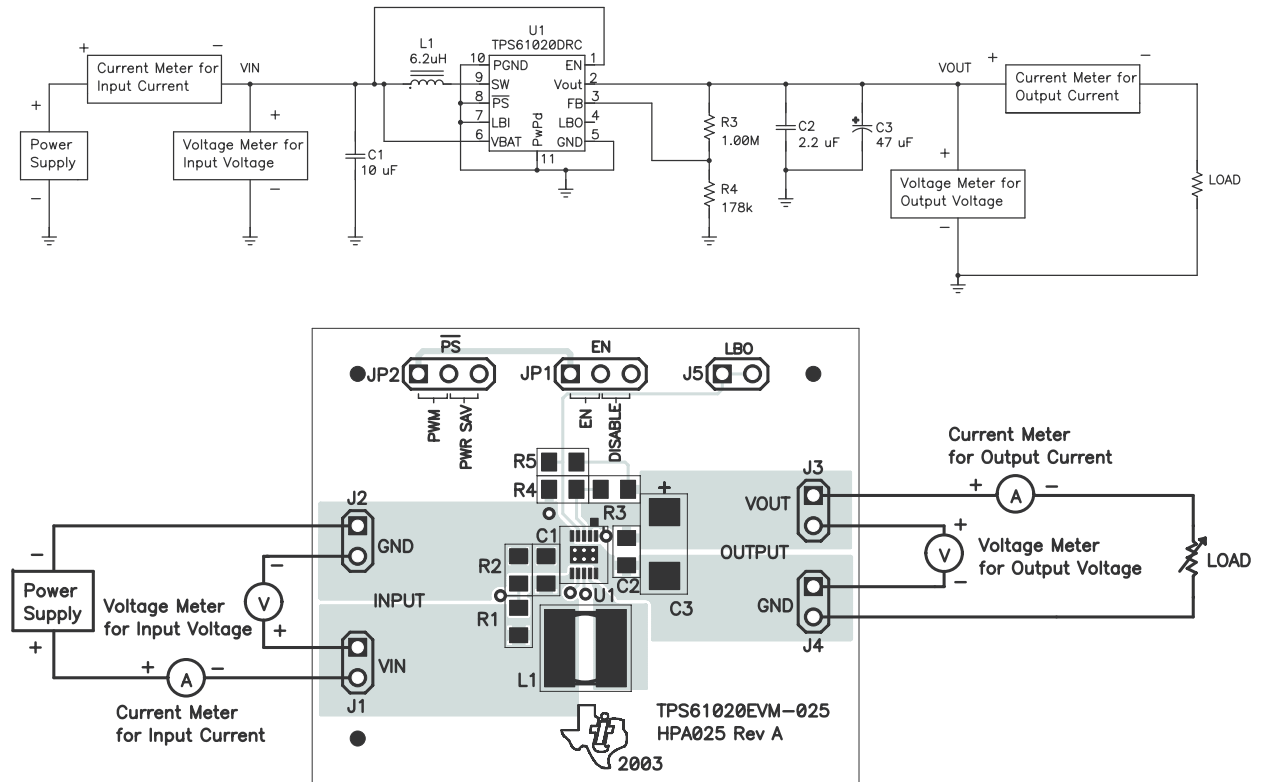 U1
TPS61020DRC
L1
6.2uH
Current Meter for
Input Current
+
−
VIN
10 PGND
9 SW
8 PS
7 LBI
6 VBAT
EN 1
Vout 2
FB 3
LBO 4
GND 5
PwPd
11
VOUT
+
−
Current Meter for
Output Current
+
Power
Supply
−
+
Voltage Meter for
Input Voltage
−
C1
10 uF
R3
1.00M
R4
178k
C2
2.2 uF
+
C3
47 uF
+
Voltage Meter for
Output Voltage
−
LOAD
PS
EN
LBO
JP2
JP1
J5
PWM
PWR SAV
EN
DISABLE
R5
R4
R3
+
J2
GND
C1
R2
R1
INPUT
U1
C2
C3
OUTPUT
L1
J3
VOUT
GND
J4
VIN
J1
−
Power
Supply
+
−
V
+
Voltage Meter
for Input Voltage
+
A
−
Current Meter
for Input Current
Current Meter
for Output Current
+
A
−
+
V
−
Voltage Meter
for Output Voltage
LOAD
TPS61020EVM-025
HPA025 Rev A
2003